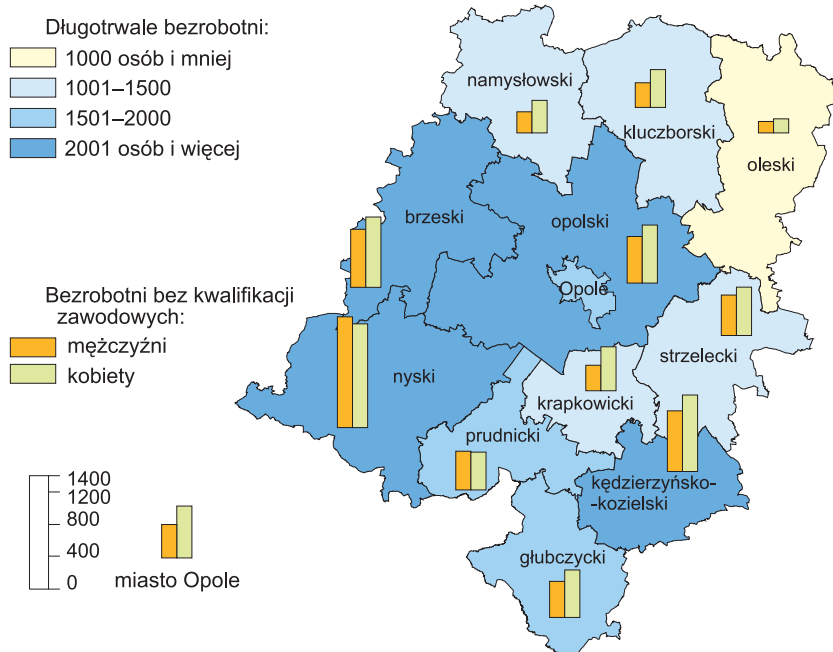 Długotrwale bezrobotni:
1000 osób i mniej
1001–1500
1501–2000
2001 osób i więcej
namysłowski
kluczborski
oleski
brzeski
opolski
Opole
Bezrobotni bez kwalifikacji
zawodowych:
mężczyźni
kobiety
strzelecki
nyski
krapkowicki
prudnicki
kędzierzyńsko-
-kozielski
głubczycki
1400
1200
800
400
0
miasto Opole